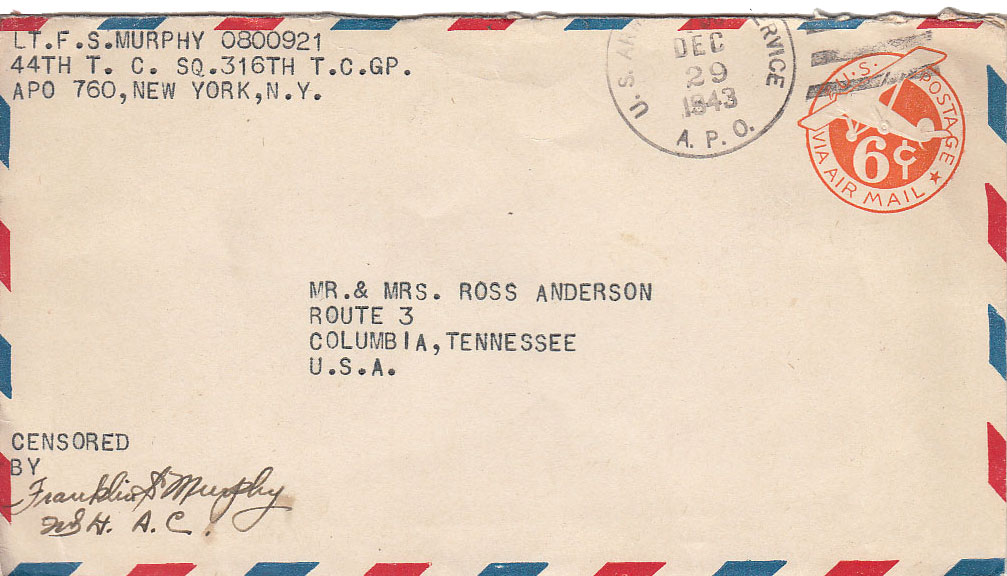 LT.F.S.MURPHY 0800921
44TH T. C. SQ.316TH T.C.GP.
APO 760,NEW YORK,N.Y.
U.S. SERVICE
DEC
29
1943
A.P.O.
U.S. POSTAGE
6¢
VIA AIR MAIL
MR.& MRS. ROSS ANDERSON
ROUTE 3
COLUMBIA,TENNESSEE
U.S.A.
CENSORED
BY
Franklin S Murphy
A.C.